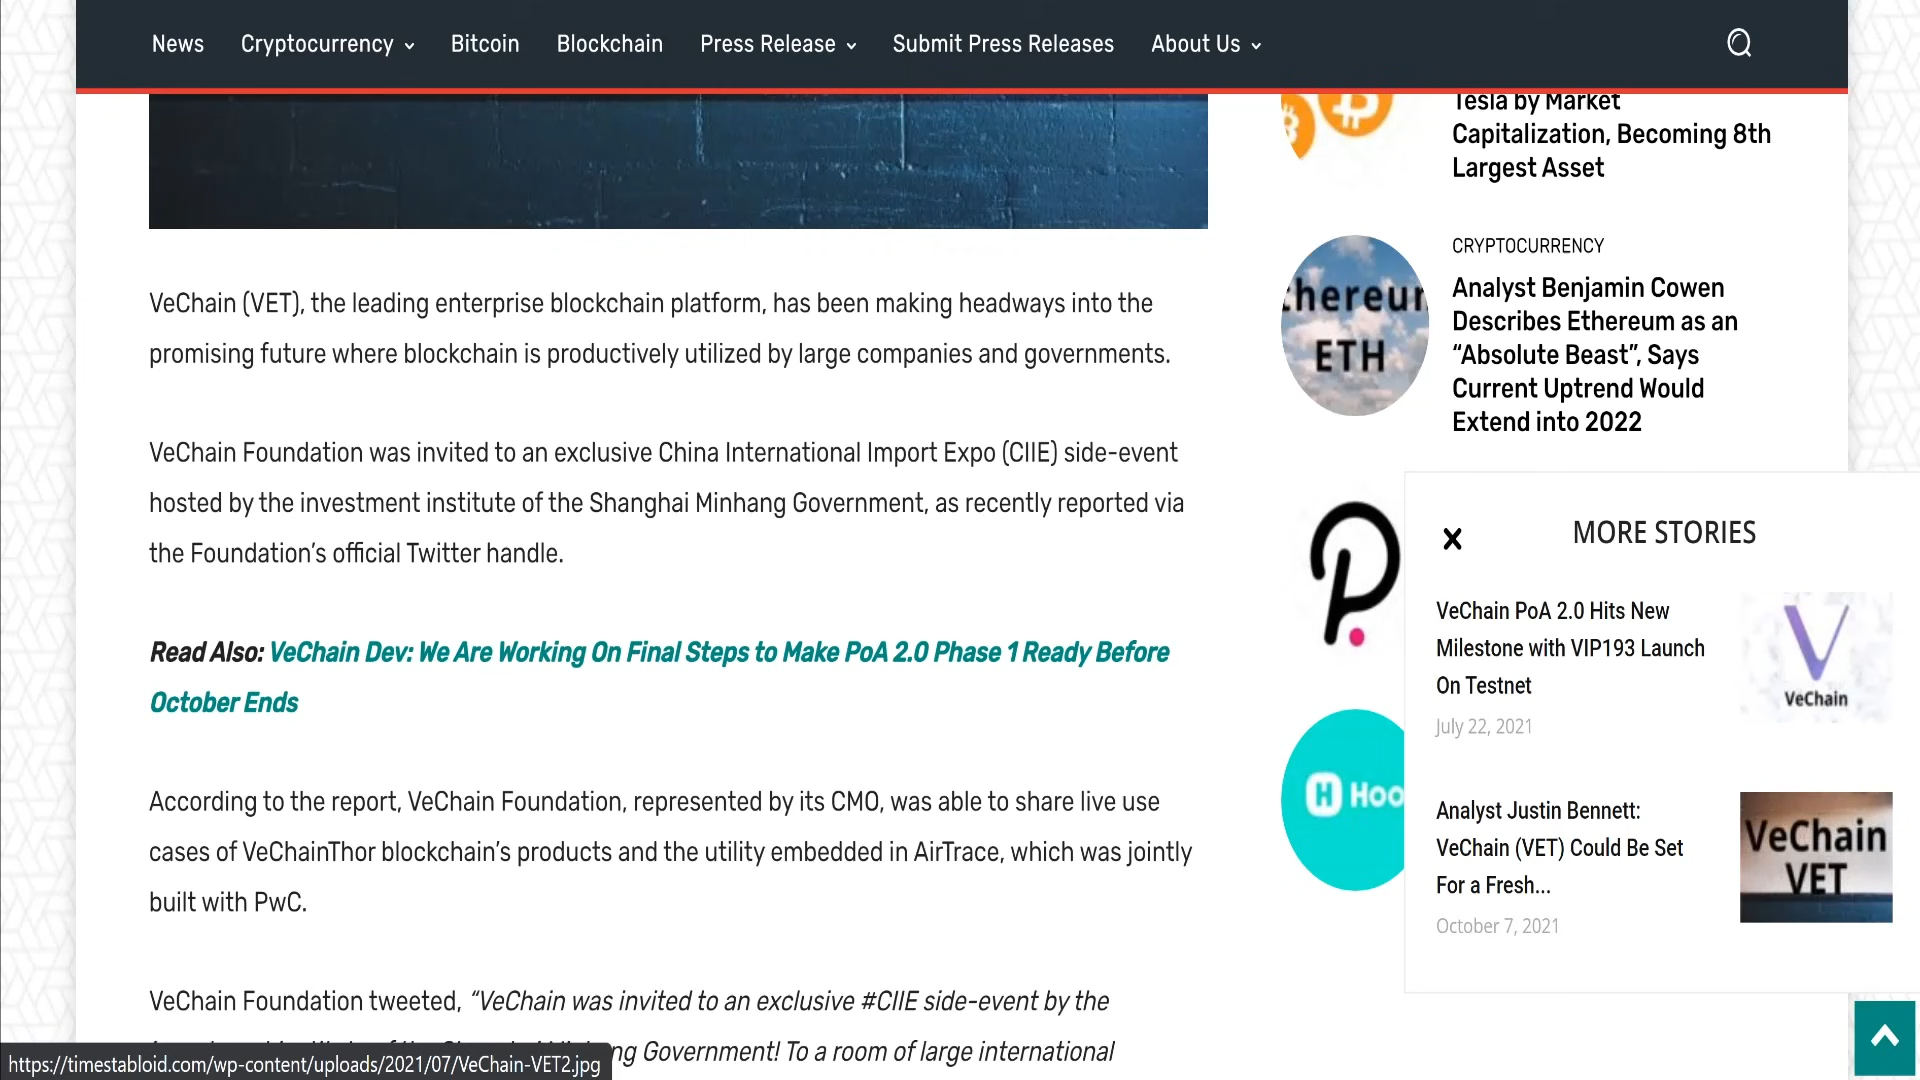 News Cryptocurrency Bitcoin Blockchain Press Release Submit Press Releases About Us
VeChain (VET), the leading enterprise blockchain platform, has been making headways into the
promising future where blockchain is productively utilized by large companies and governments.
VeChain Foundation was invited to an exclusive China International Import Expo (CIIE) side-event
hosted by the investment institute of the Shanghai Minhang Government, as recently reported via
the Foundation’s official Twitter handle.
Read Also: VeChain Dev: We Are Working On Final Steps to Make PoA 2.0 Phase 1 Ready Before
October Ends
According to the report, VeChain Foundation, represented by its CMO, was able to share live use
cases of VeChainThor blockchain’s products and the utility embedded in AirTrace, which was jointly
built with PwC.
VeChain Foundation tweeted, “VeChain was invited to an exclusive #CIIE side-event by the
Government! To a room of large international
https://timestabloid.com/wp-content/uploads/2021/07/VeChain-VET2.jpg
Tesla by Market
Capitalization, Becoming 8th
Largest Asset
CRYPTOCURRENCY
Analyst Benjamin Cowen
Describes Ethereum as an
“Absolute Beast”, Says
Current Uptrend Would
Extend into 2022
hereu
ETH
Hoo
MORE STORIES
VeChain PoA 2.0 Hits New
Milestone with VIP193 Launch
On Testnet
July 22, 2021
VeChain
Analyst Justin Bennett:
VeChain (VET) Could Be Set
For a Fresh...
October 7, 2021
VeChain
VET